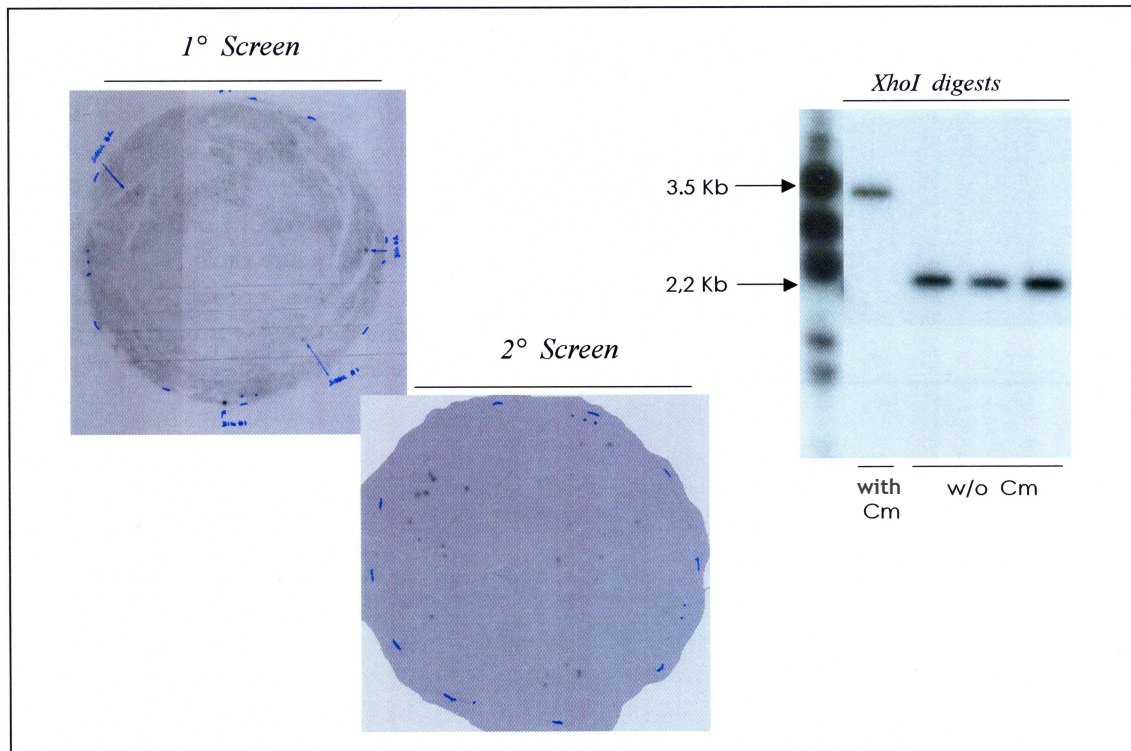 1° Screen
XhoI digests
3.5 Kb
2,2 Kb
2° Screen
with
Cm
w/o Cm